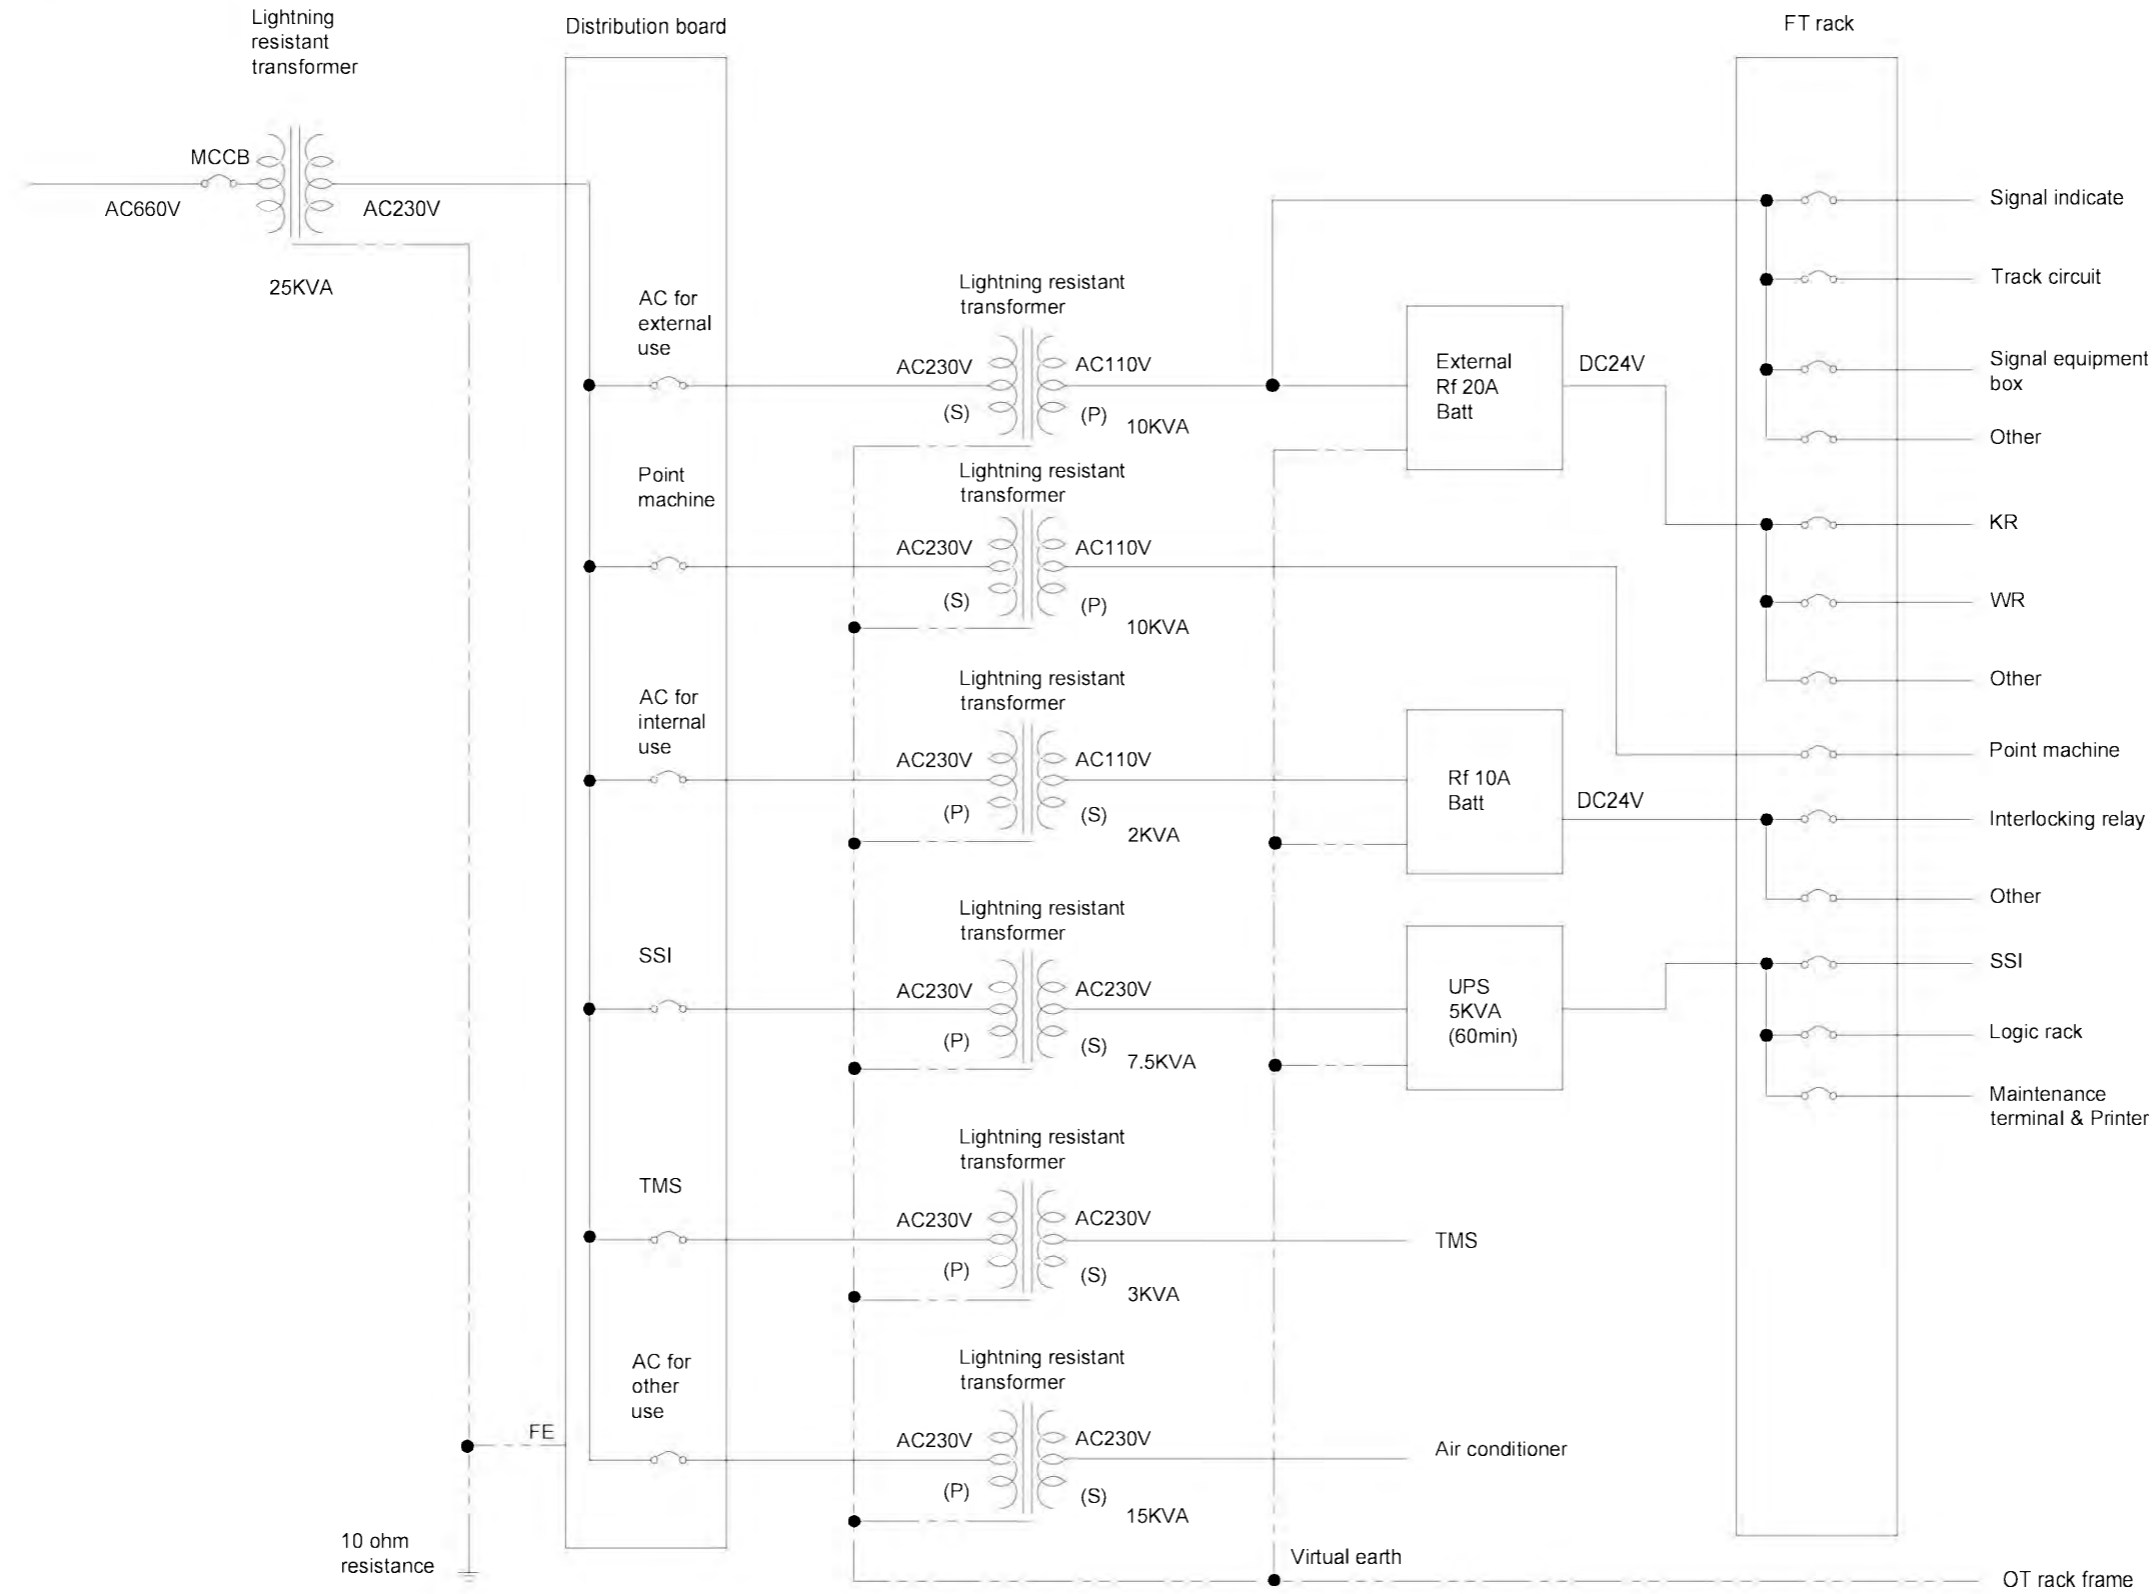 Lightning
resistant
transformer
Distribution board
FT rack
MCCB
AC660V
AC230V
25KVA
Signal indicate
Track circuit
Signal equipment
box
Other
AC for
external
use
Lightning resistant
transformer
AC230V
AC110V
(S)
(P)
10KVA
External
Rf 20A
Batt
DC24V
Point
machine
Lightning resistant
transformer
AC230V
AC110V
(S)
(P)
10KVA
KR
WR
Other
Point machine
AC for
internal
use
Lightning resistant
transformer
AC230V
AC110V
(P)
(S)
2KVA
Rf 10A
Batt
DC24V
Interlocking relay
Other
SSI
Lightning resistant
transformer
AC230V
AC230V
(P)
(S)
7.5KVA
UPS
5KVA
(60min)
SSI
Logic rack
Maintenance
terminal & Printer
TMS
Lightning resistant
transformer
AC230V
AC230V
(P)
(S)
3KVA
TMS
AC for
other
use
Lightning resistant
transformer
AC230V
AC230V
(P)
(S)
15KVA
Air conditioner
FE
10 ohm
resistance
Virtual earth
OT rack frame